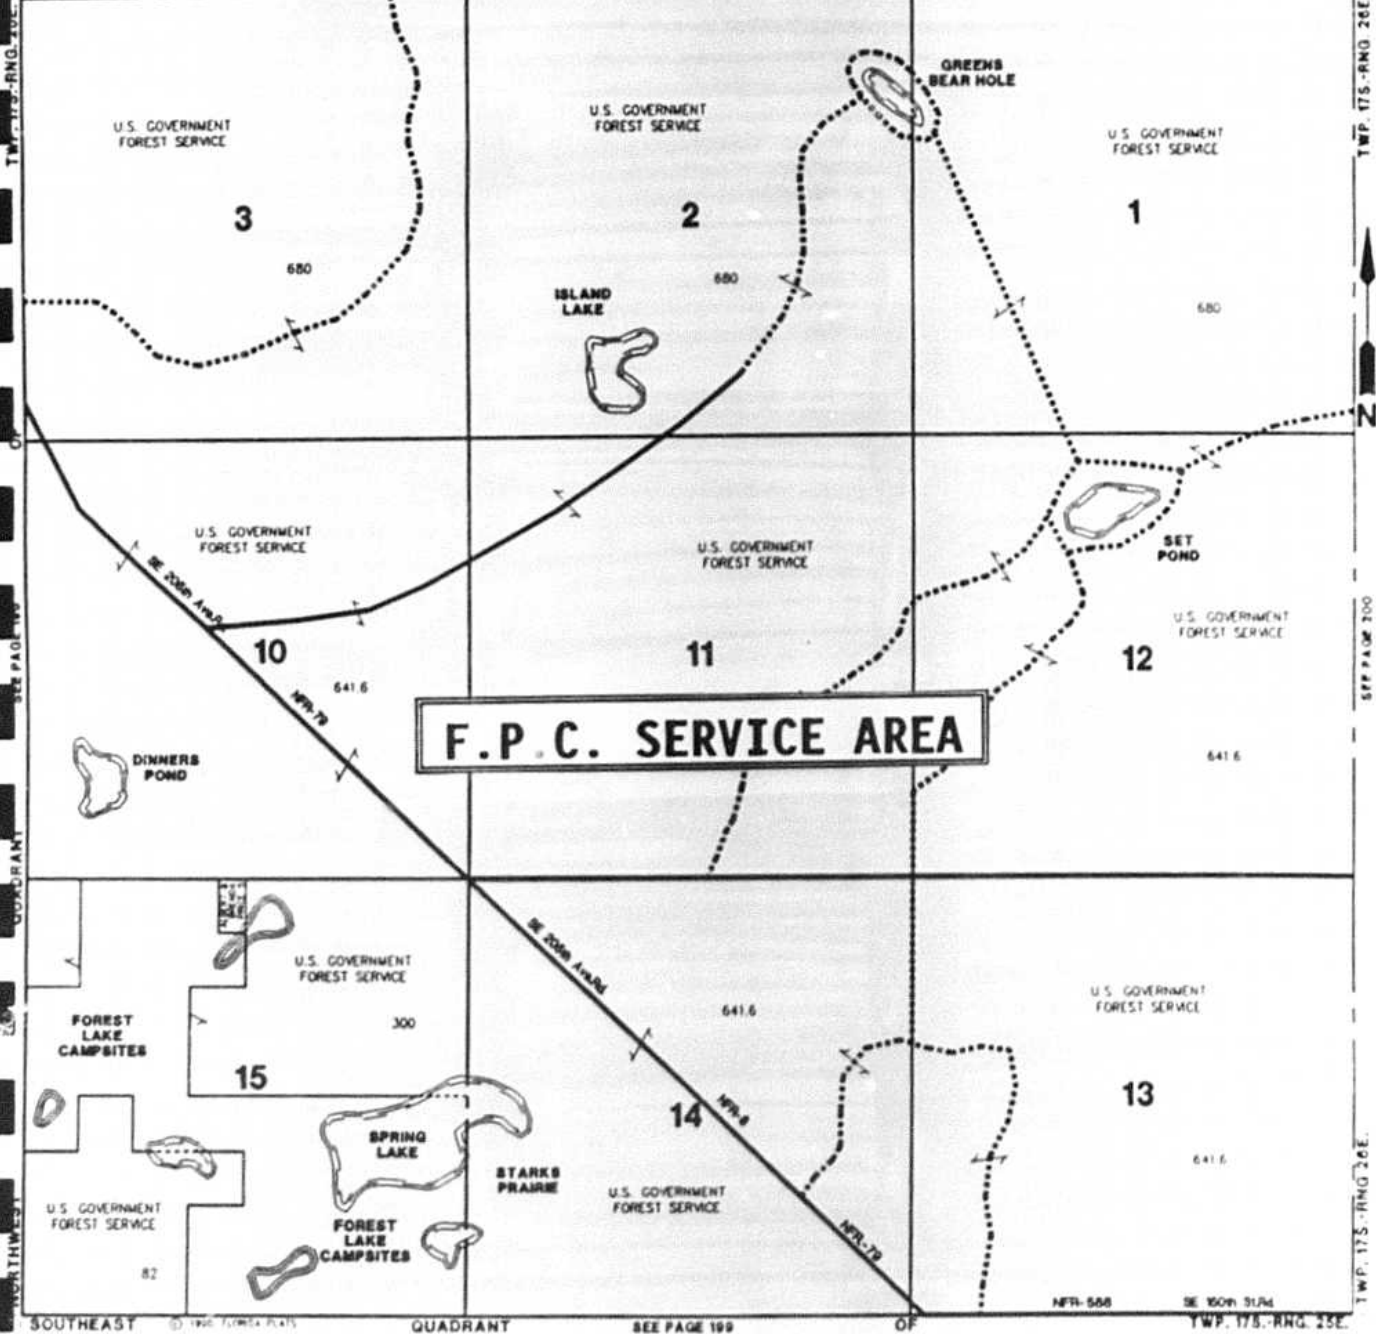 TWP. 17S.-RNG. 26E.
GREENS
BEAR HOLE
U.S. GOVERNMENT
FOREST SERVICE
U.S. GOVERNMENT
FOREST SERVICE
U.S. GOVERNMENT
FOREST SERVICE
3
2
1
680
680
680
ISLAND
LAKE
N
U.S. GOVERNMENT
FOREST SERVICE
U.S. GOVERNMENT
FOREST SERVICE
SET
POND
SE 206th Ave.Rd.
U.S. GOVERNMENT
FOREST SERVICE
SEE PAGE 200
10
11
12
641.6
NFR-79
F.P.C. SERVICE AREA
641.6
DINNERS
POND
QUADRANT
SE 206th Ave.Rd.
U.S. GOVERNMENT
FOREST SERVICE
641.6
U.S. GOVERNMENT
FOREST SERVICE
300
FOREST
LAKE
CAMPSITES
15
14
NFR-8
13
SPRING
LAKE
STARKS
PRAIRIE
641.6
U.S. GOVERNMENT
FOREST SERVICE
U.S. GOVERNMENT
FOREST SERVICE
FOREST
LAKE
CAMPSITES
NFR-79
82
NORTHWEST
TWP. 17S.-RNG 26E.
NFR-588
SE 160th St.Rd.
SOUTHEAST
FLORIDA PLATS
QUADRANT
SEE PAGE 199
OF
TWP. 17S.-RNG. 25E.